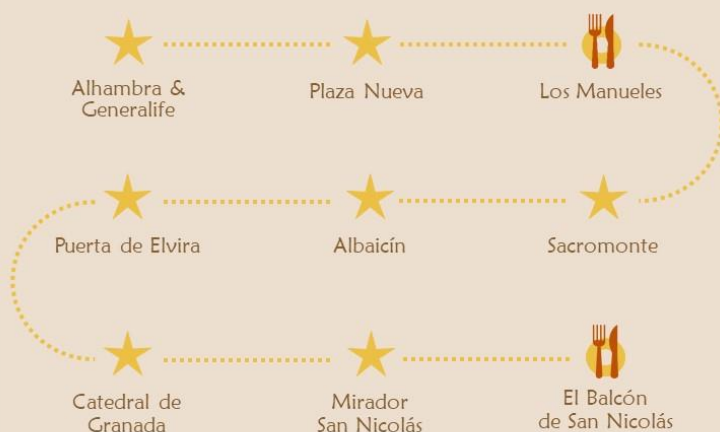 Alhambra &
Generalife
Plaza Nueva
Los Manueles
Puerta de Elvira
Albaicín
Sacromonte
Catedral de
Granada
Mirador
San Nicolás
El Balcón
de San Nicolás